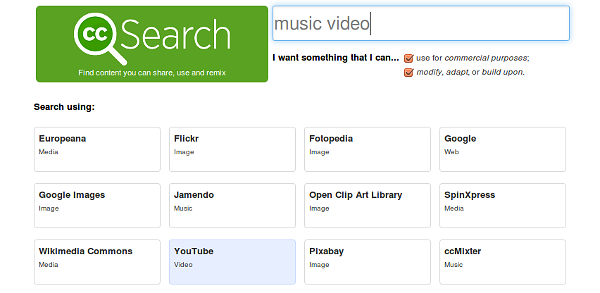 cc Search
Find content you can share, use and remix
music video
I want something that I can... use for commercial purposes;
modify, adapt, or build upon.
Search using:
Europeana Flickr Fotopedia Google
Media Image Image Web
Google Images Jamendo Open Clip Art Library SpinXpress
Image Music Image Media
Wikimedia Commons YouTube Pixabay ccMixter
Media Video Image Music